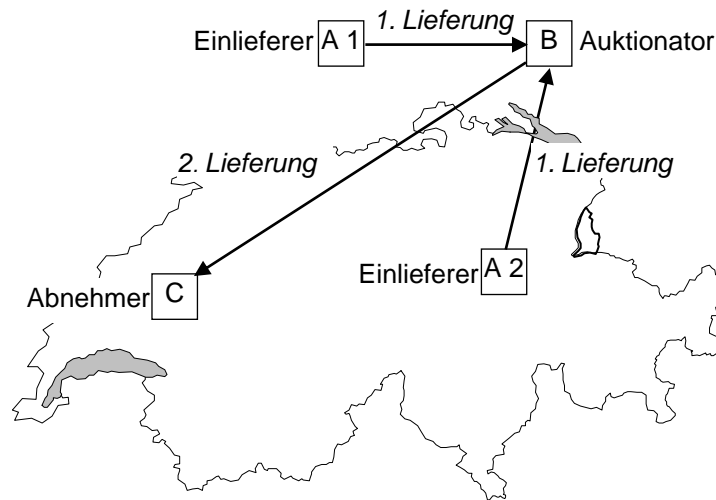 1. Lieferung
Einlieferer A 1 B Auktionator
2. Lieferung 1. Lieferung
Einlieferer A 2
Abnehmer C